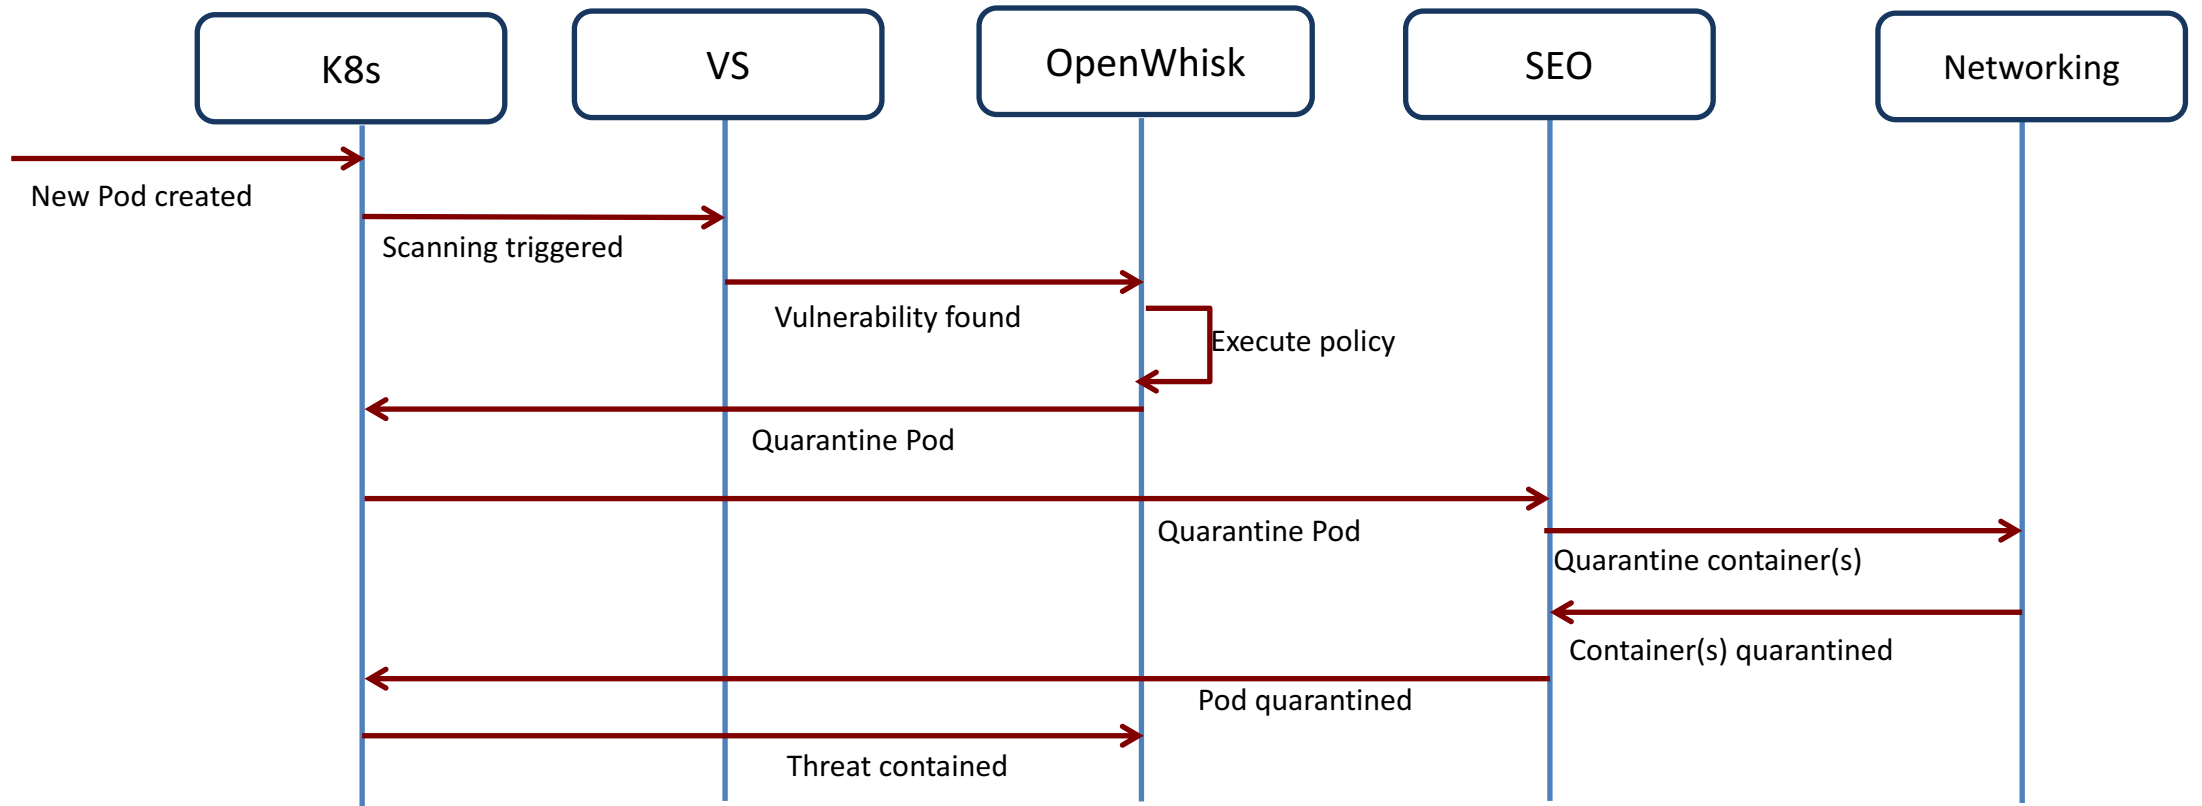 K8s
VS
OpenWhisk
SEO
Networking
New Pod created
Scanning triggered
Vulnerability found
Execute policy
Quarantine Pod
Quarantine Pod
Quarantine container(s)
Container(s) quarantined
Pod quarantined
Threat contained